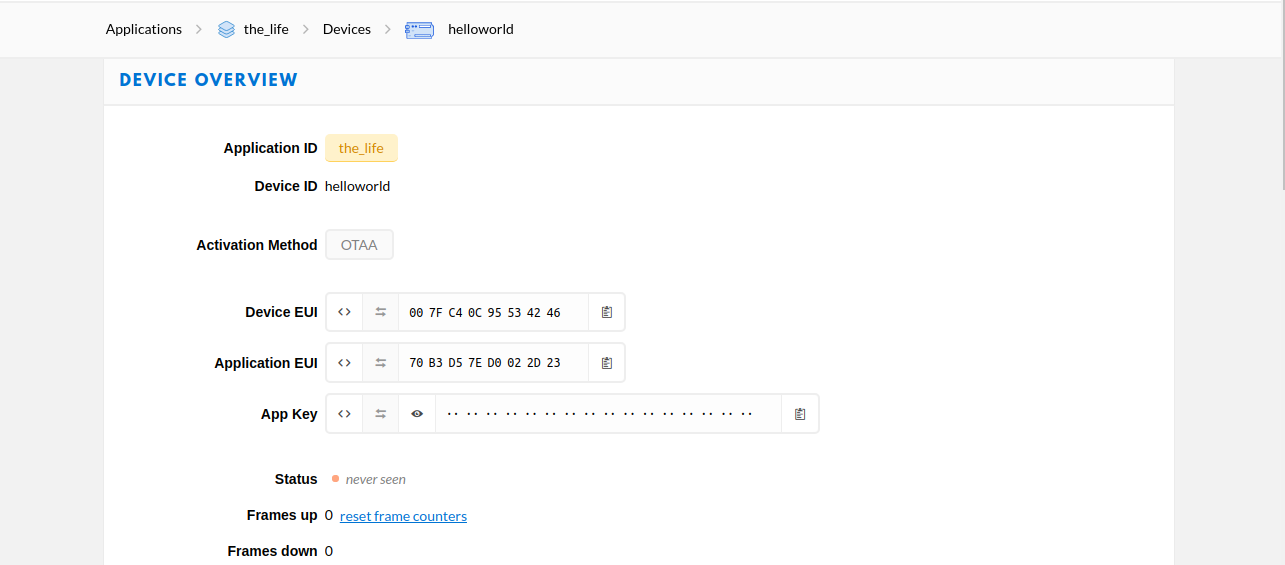 Applications > the_life > Devices > helloworld
DEVICE OVERVIEW
Application ID the_life
Device ID helloworld
Activation Method OTAA
Device EUI <> 00 7F C4 0C 95 53 42 46
Application EUI <> 70 B3 D5 7E D0 02 2D 23
App Key <> ·· ·· ·· ·· ·· ·· ·· ·· ·· ·· ·· ·· ·· ·· ·· ··
Status never seen
Frames up 0 reset frame counters
Frames down 0